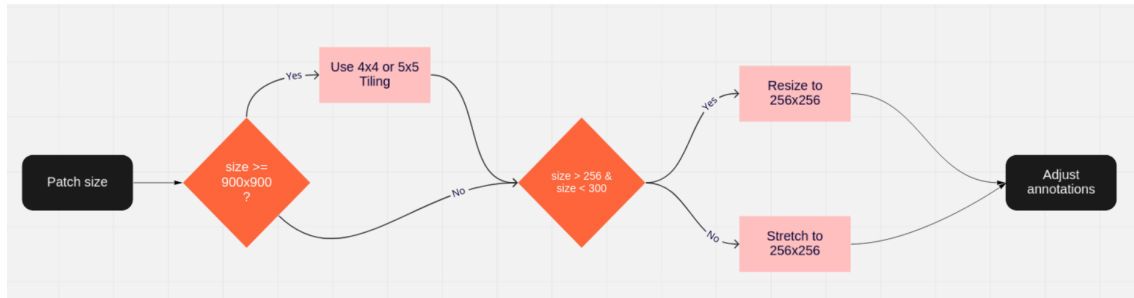 Patch size
size >=
900x900
?
Yes
Use 4x4 or 5x5
Tiling
No
size > 256 &
size < 300
Yes
Resize to
256x256
No
Stretch to
256x256
Adjust
annotations